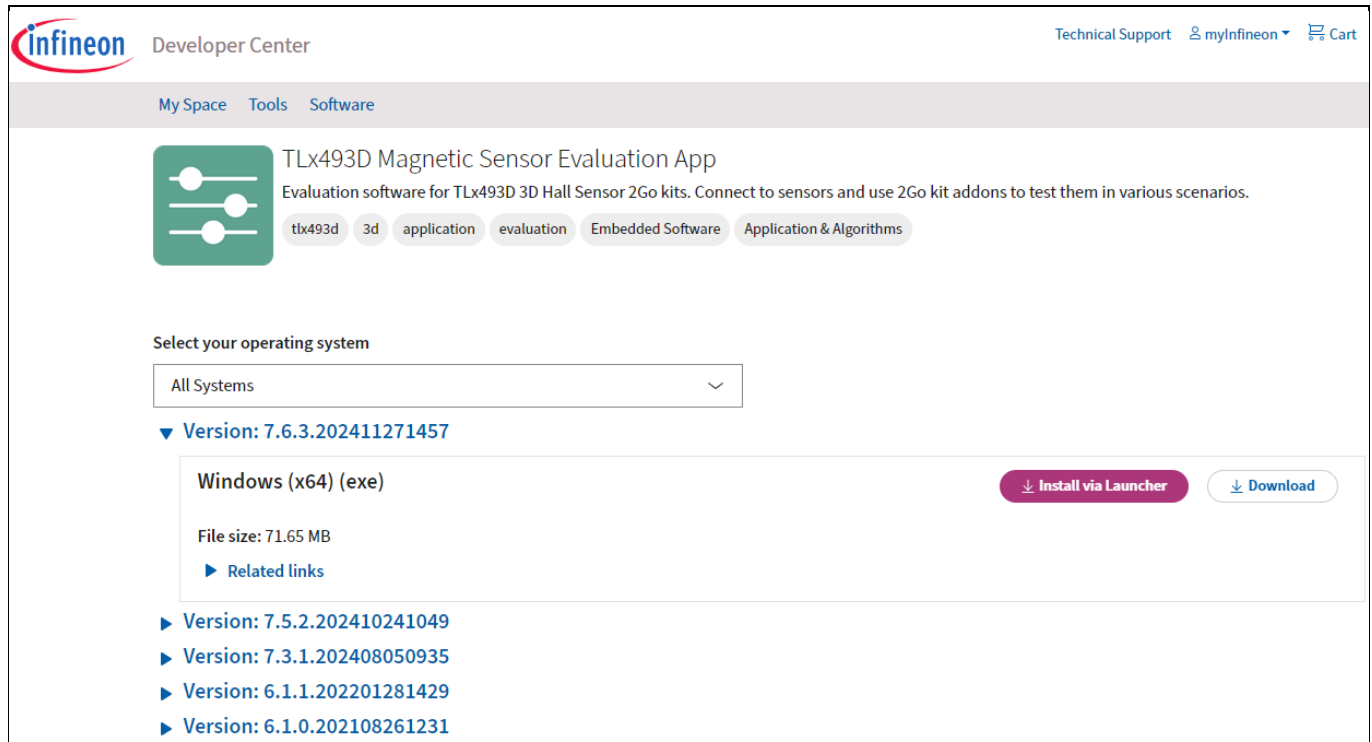 infineon Developer Center
Technical Support myInfineon Cart
My Space Tools Software
TLx493D Magnetic Sensor Evaluation App
Evaluation software for TLx493D 3D Hall Sensor 2Go kits. Connect to sensors and use 2Go kit addons to test them in various scenarios.
tlx493d 3d application evaluation Embedded Software Application & Algorithms
Select your operating system
All Systems
Version: 7.6.3.202411271457
Windows (x64) (exe)
Install via Launcher Download
File size: 71.65 MB
Related links
Version: 7.5.2.202410241049
Version: 7.3.1.202408050935
Version: 6.1.1.202201281429
Version: 6.1.0.202108261231